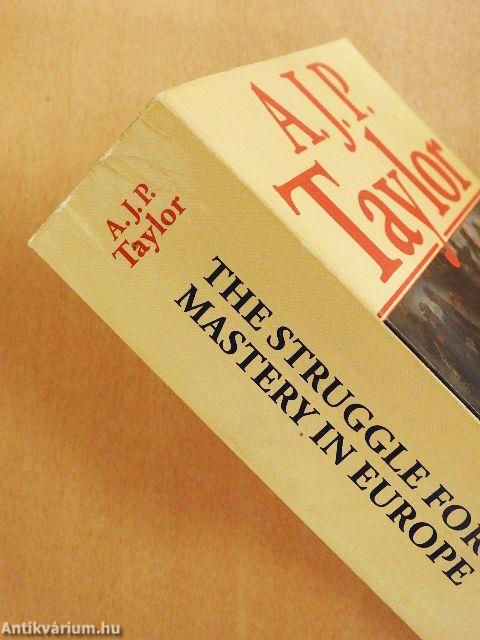 A.J.P.
Taylor
A.J.P.
Taylor
THE STRUGGLE FOR
MASTERY IN EUROPE
Antikvárium.hu